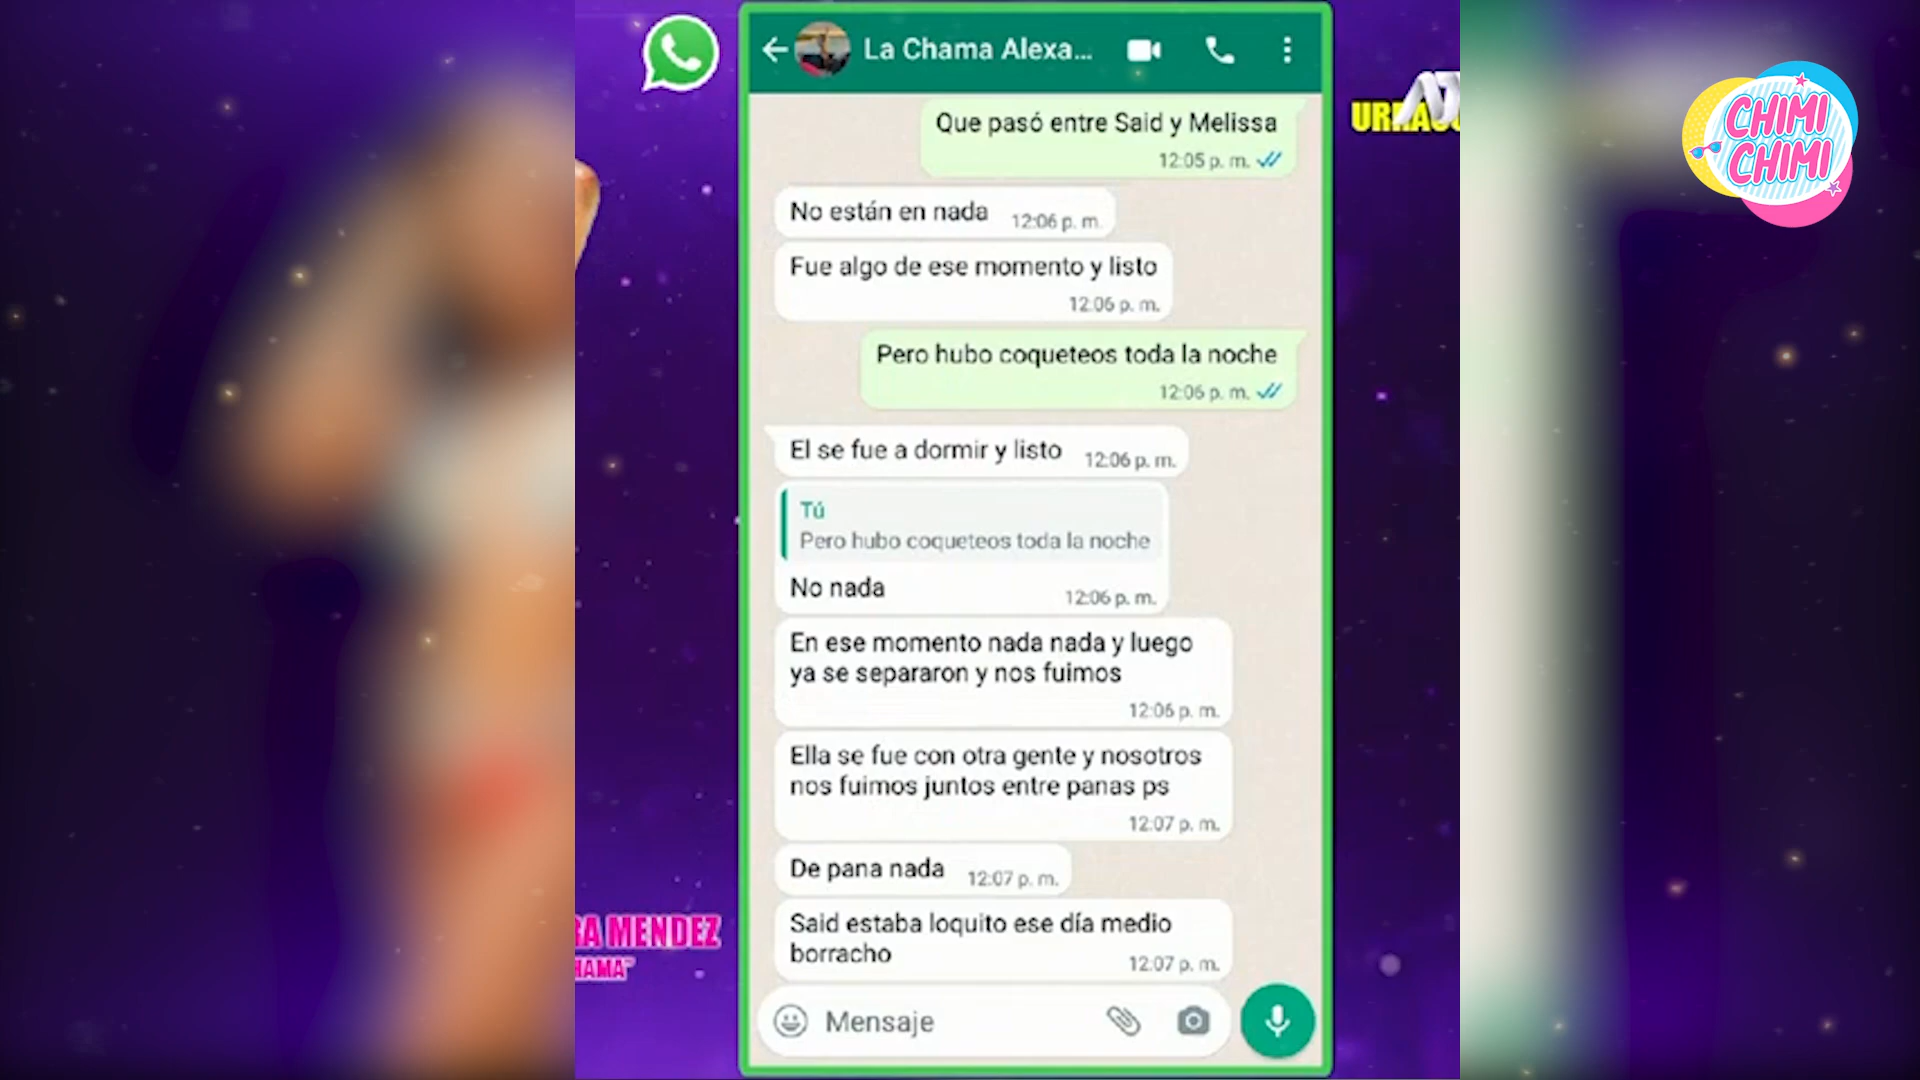 La Chama Alexa...
Que pasó entre Said y Melissa
12:05 p. m.
No están en nada
12:06 p. m.
Fue algo de ese momento y listo
12:06 p. m.
Pero hubo coqueteos toda la noche
12:06 p. m.
El se fue a dormir y listo
12:06 p. m.
Tú
Pero hubo coqueteos toda la noche
No nada
12:06 p. m.
En ese momento nada nada y luego
ya se separaron y nos fuimos
12:06 p. m.
Ella se fue con otra gente y nosotros
nos fuimos juntos entre panas ps
12:07 p. m.
De pana nada
12:07 p. m.
Said estaba loquito ese día medio
borracho
12:07 p. m.
Mensaje
CHIMI
CHIMI
RA MENDEZ
HAMA"